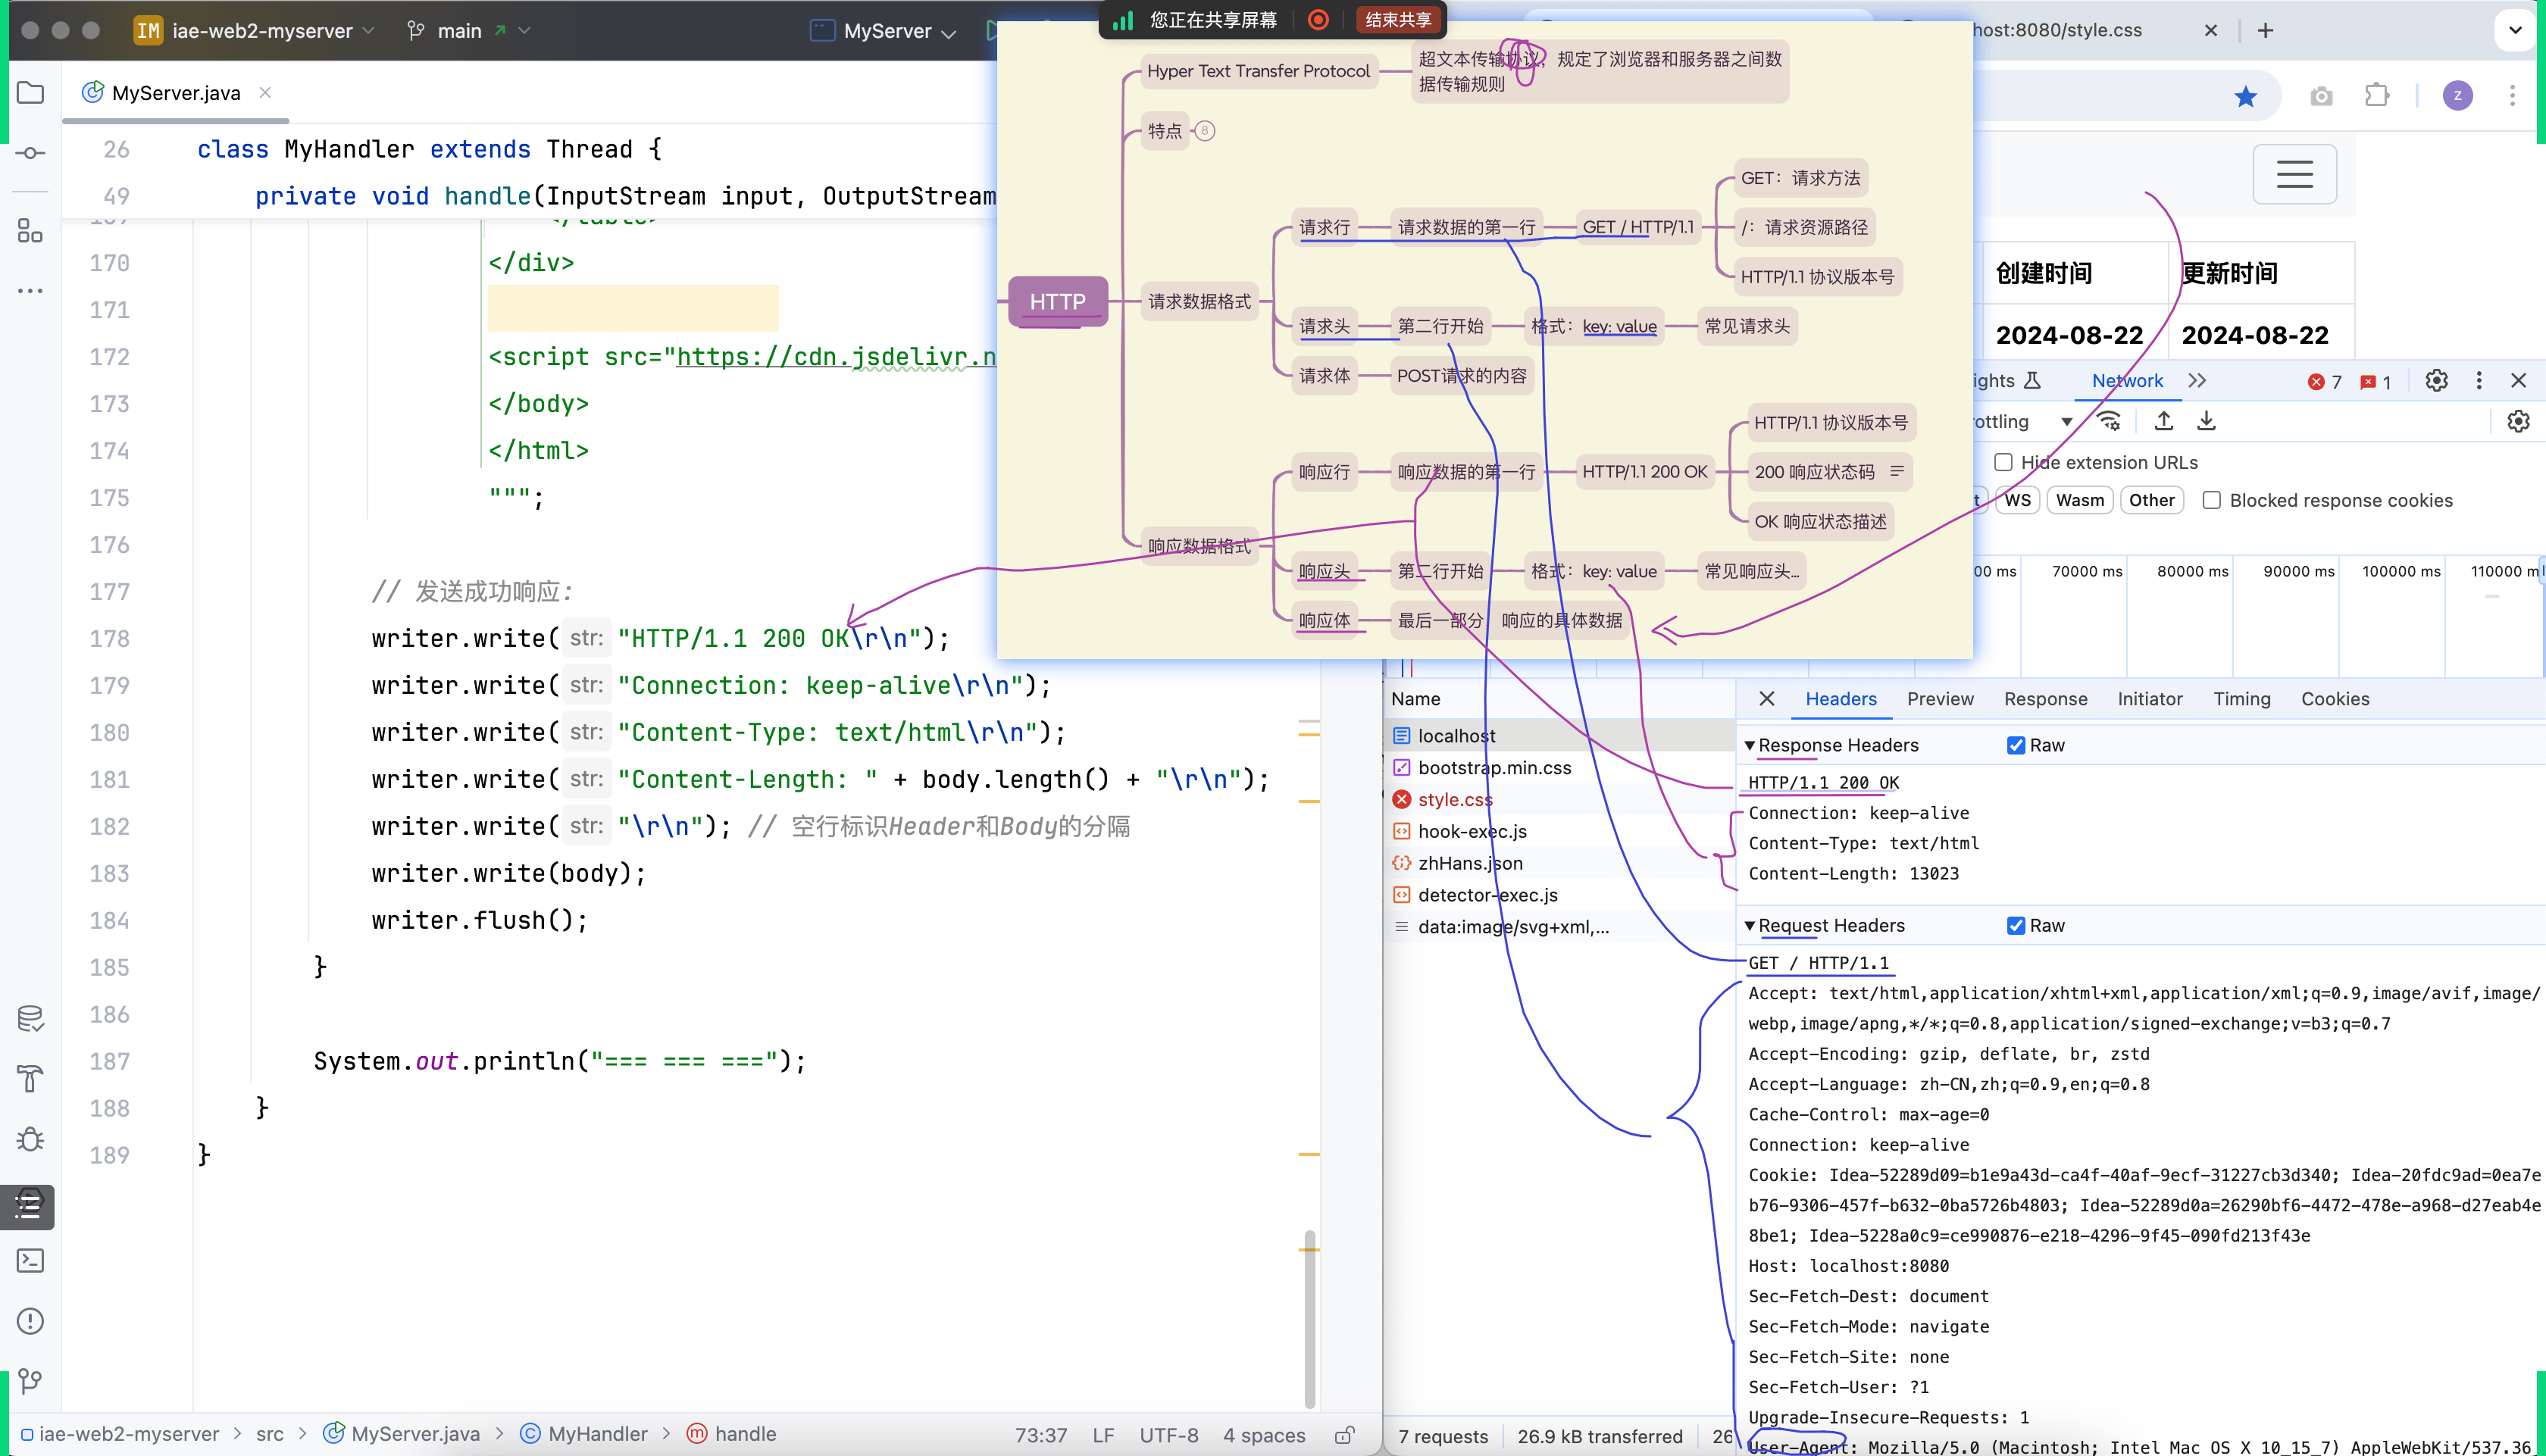 您正在共享屏幕
结束共享
IM iae-web2-myserver
main
MyServer
host:8080/style.css
MyServer.java
z
26 class MyHandler extends Thread {
49 private void handle(InputStream input, OutputStream
170 </div>
171
172 <script src="https://cdn.jsdelivr.n
173 </body>
174 </html>
175 """;
176
177 // 发送成功响应:
178 writer.write( str: "HTTP/1.1 200 OK\r\n");
179 writer.write( str: "Connection: keep-alive\r\n");
180 writer.write( str: "Content-Type: text/html\r\n");
181 writer.write( str: "Content-Length: " + body.length() + "\r\n");
182 writer.write( str: "\r\n"); // 空行标识Header和Body的分隔
183 writer.write(body);
184 writer.flush();
185 }
186
187 System.out.println("=== === ===");
188 }
189 }
iae-web2-myserver > src > MyServer.java > MyHandler > handle
73:37 LF UTF-8 4 spaces
HTTP
Hyper Text Transfer Protocol
超文本传输协议，规定了浏览器和服务器之间数
据传输规则
特点 8
请求数据格式
请求行 请求数据的第一行 GET / HTTP/1.1
GET：请求方法
/：请求资源路径
HTTP/1.1 协议版本号
请求头 第二行开始 格式：key: value 常见请求头
请求体 POST请求的内容
响应数据格式
响应行 响应数据的第一行 HTTP/1.1 200 OK
HTTP/1.1 协议版本号
200 响应状态码
OK 响应状态描述
响应头 第二行开始 格式：key: value 常见响应头...
响应体 最后一部分 响应的具体数据
创建时间 更新时间
2024-08-22 2024-08-22
ights Network 7 1
ottling
Hide extension URLs
t WS Wasm Other Blocked response cookies
00 ms 70000 ms 80000 ms 90000 ms 100000 ms 110000 m
Name
localhost
bootstrap.min.css
style.css
hook-exec.js
zhHans.json
detector-exec.js
data:image/svg+xml,...
7 requests 26.9 kB transferred 26
Headers Preview Response Initiator Timing Cookies
Response Headers Raw
HTTP/1.1 200 OK
Connection: keep-alive
Content-Type: text/html
Content-Length: 13023
Request Headers Raw
GET / HTTP/1.1
Accept: text/html,application/xhtml+xml,application/xml;q=0.9,image/avif,image/
webp,image/apng,*/*;q=0.8,application/signed-exchange;v=b3;q=0.7
Accept-Encoding: gzip, deflate, br, zstd
Accept-Language: zh-CN,zh;q=0.9,en;q=0.8
Cache-Control: max-age=0
Connection: keep-alive
Cookie: Idea-52289d09=b1e9a43d-ca4f-40af-9ecf-31227cb3d340; Idea-20fdc9ad=0ea7e
b76-9306-457f-b632-0ba5726b4803; Idea-52289d0a=26290bf6-4472-478e-a968-d27eab4e
8be1; Idea-5228a0c9=ce990876-e218-4296-9f45-090fd213f43e
Host: localhost:8080
Sec-Fetch-Dest: document
Sec-Fetch-Mode: navigate
Sec-Fetch-Site: none
Sec-Fetch-User: ?1
Upgrade-Insecure-Requests: 1
User-Agent: Mozilla/5.0 (Macintosh; Intel Mac OS X 10_15_7) AppleWebKit/537.36